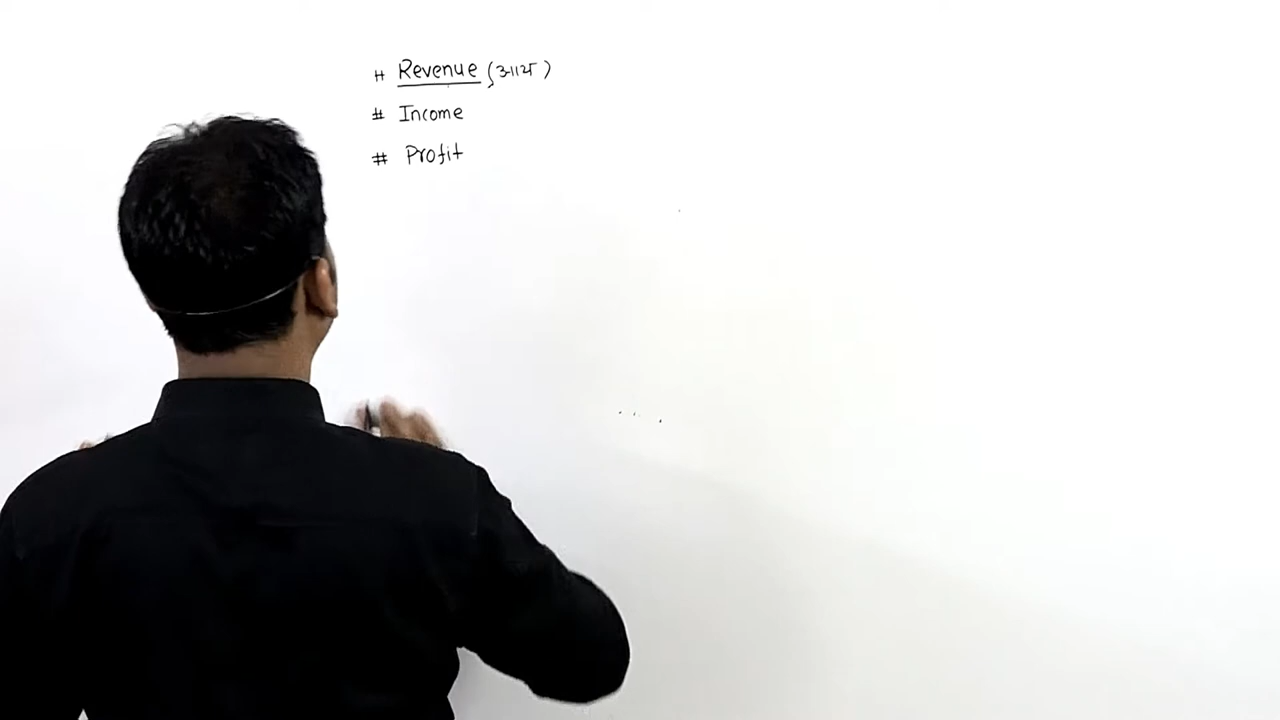 # Revenue (आय)
# Income
# Profit